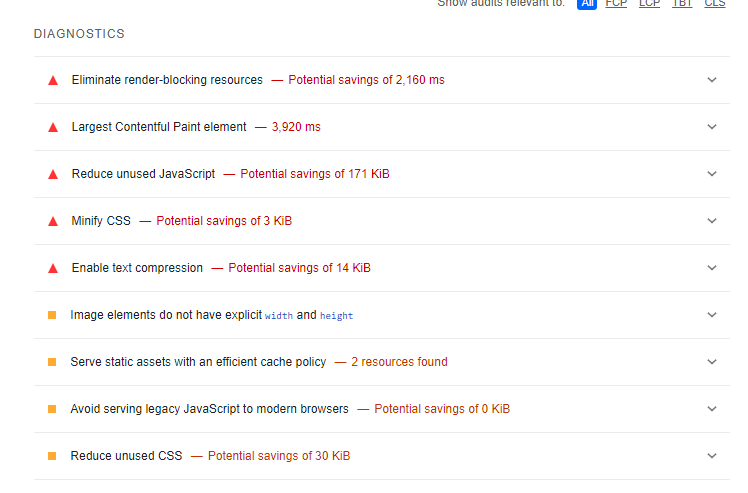 Show audits relevant to: All FCP LCP TBT CLS
DIAGNOSTICS
Eliminate render-blocking resources — Potential savings of 2,160 ms
Largest Contentful Paint element — 3,920 ms
Reduce unused JavaScript — Potential savings of 171 KiB
Minify CSS — Potential savings of 3 KiB
Enable text compression — Potential savings of 14 KiB
Image elements do not have explicit width and height
Serve static assets with an efficient cache policy — 2 resources found
Avoid serving legacy JavaScript to modern browsers — Potential savings of 0 KiB
Reduce unused CSS — Potential savings of 30 KiB